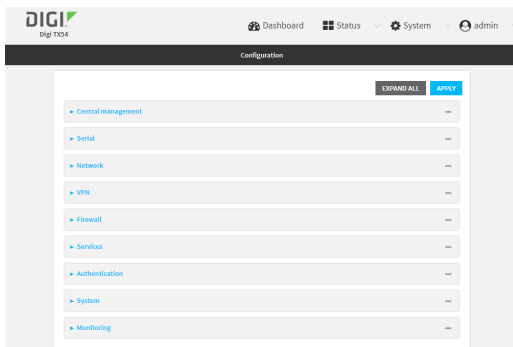 DIGI
Digi TX54
Dashboard Status System admin
Configuration
EXPAND ALL APPLY
Central management
Serial
Network
VPN
Firewall
Services
Authentication
System
Monitoring